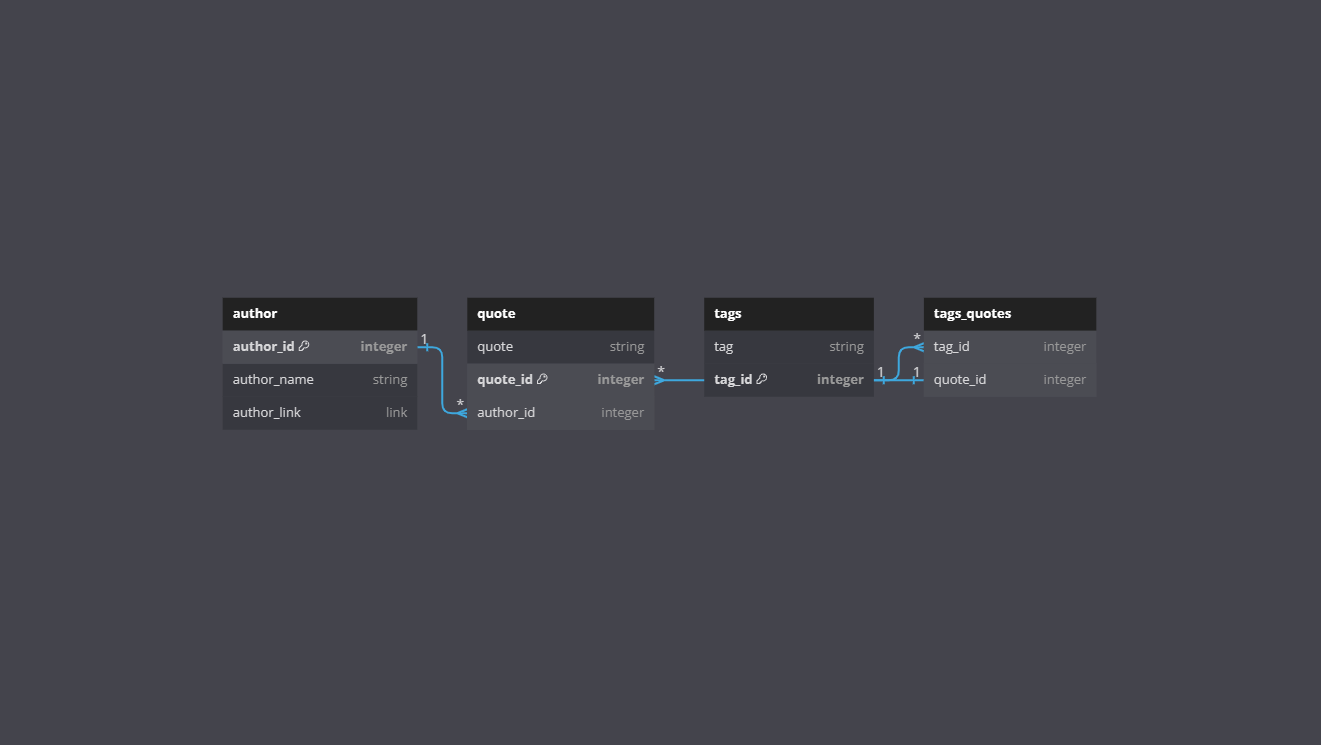 author
author_id integer
author_name string
author_link link
1
*
quote
quote string
quote_id integer
author_id integer
*
tags
tag string
tag_id integer
1
*
1
tags_quotes
tag_id integer
quote_id integer